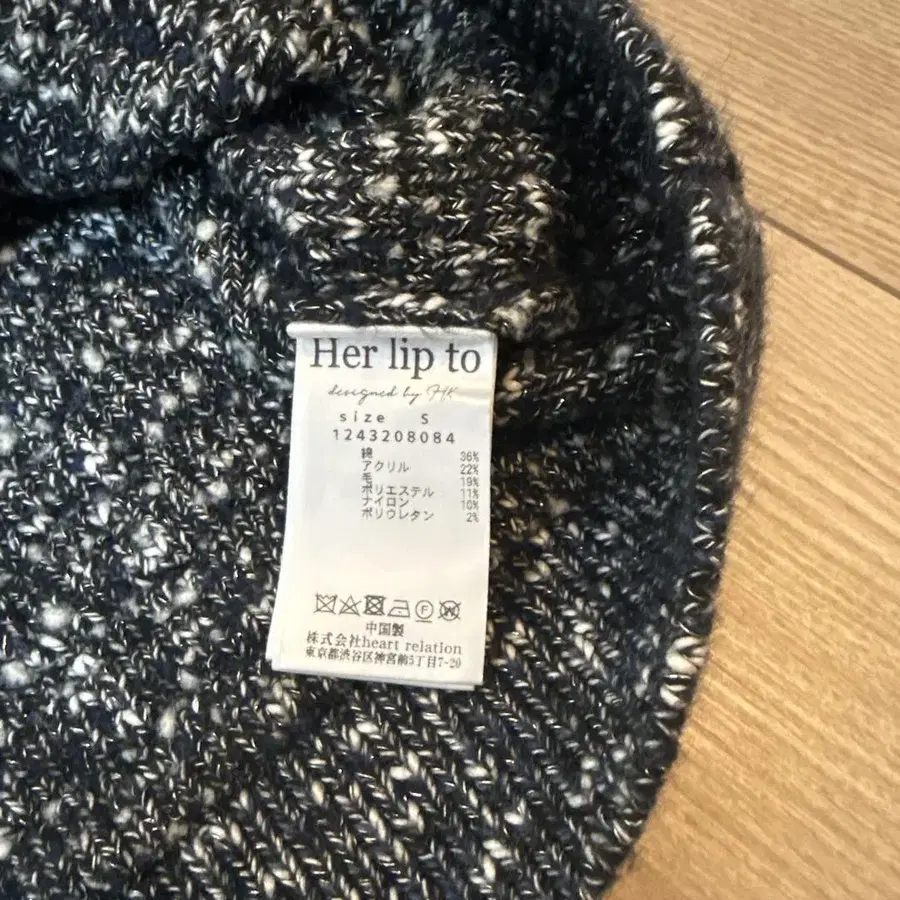 Her lip to
designed by HK
size S
1243208084
綿 36%
アクリル 22%
毛 19%
ポリエステル 11%
ナイロン 10%
ポリウレタン 2%
中国製
株式会社heart relation
東京都渋谷区神宮前5丁目7-20